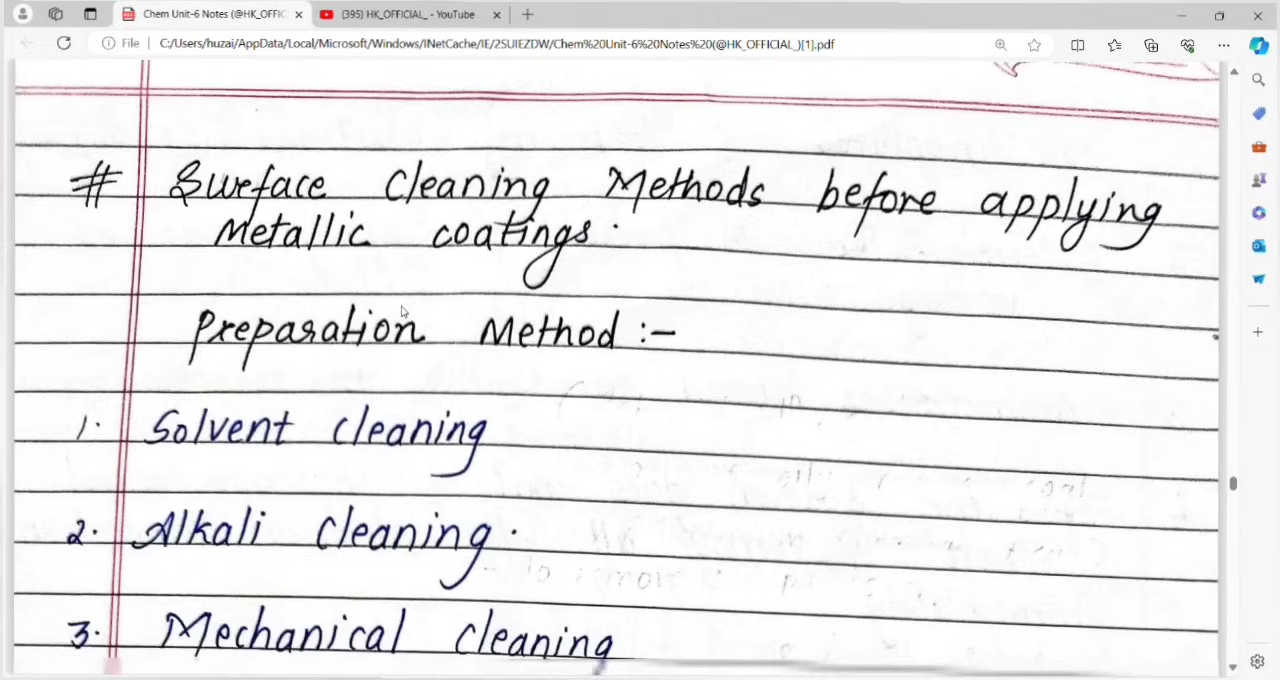 Chem Unit-6 Notes (@HK_OFFIC
(395) HK_OFFICIAL_ - YouTube
File
C:/Users/huzai/AppData/Local/Microsoft/Windows/INetCache/IE/2SUIEZDW/Chem%20Unit-6%20Notes%20(@HK_OFFICIAL_)[1].pdf
# Surface Cleaning Methods before applying
Metallic coatings.
Preparation Method :-
1. Solvent cleaning
2. Alkali cleaning.
3. Mechanical cleaning